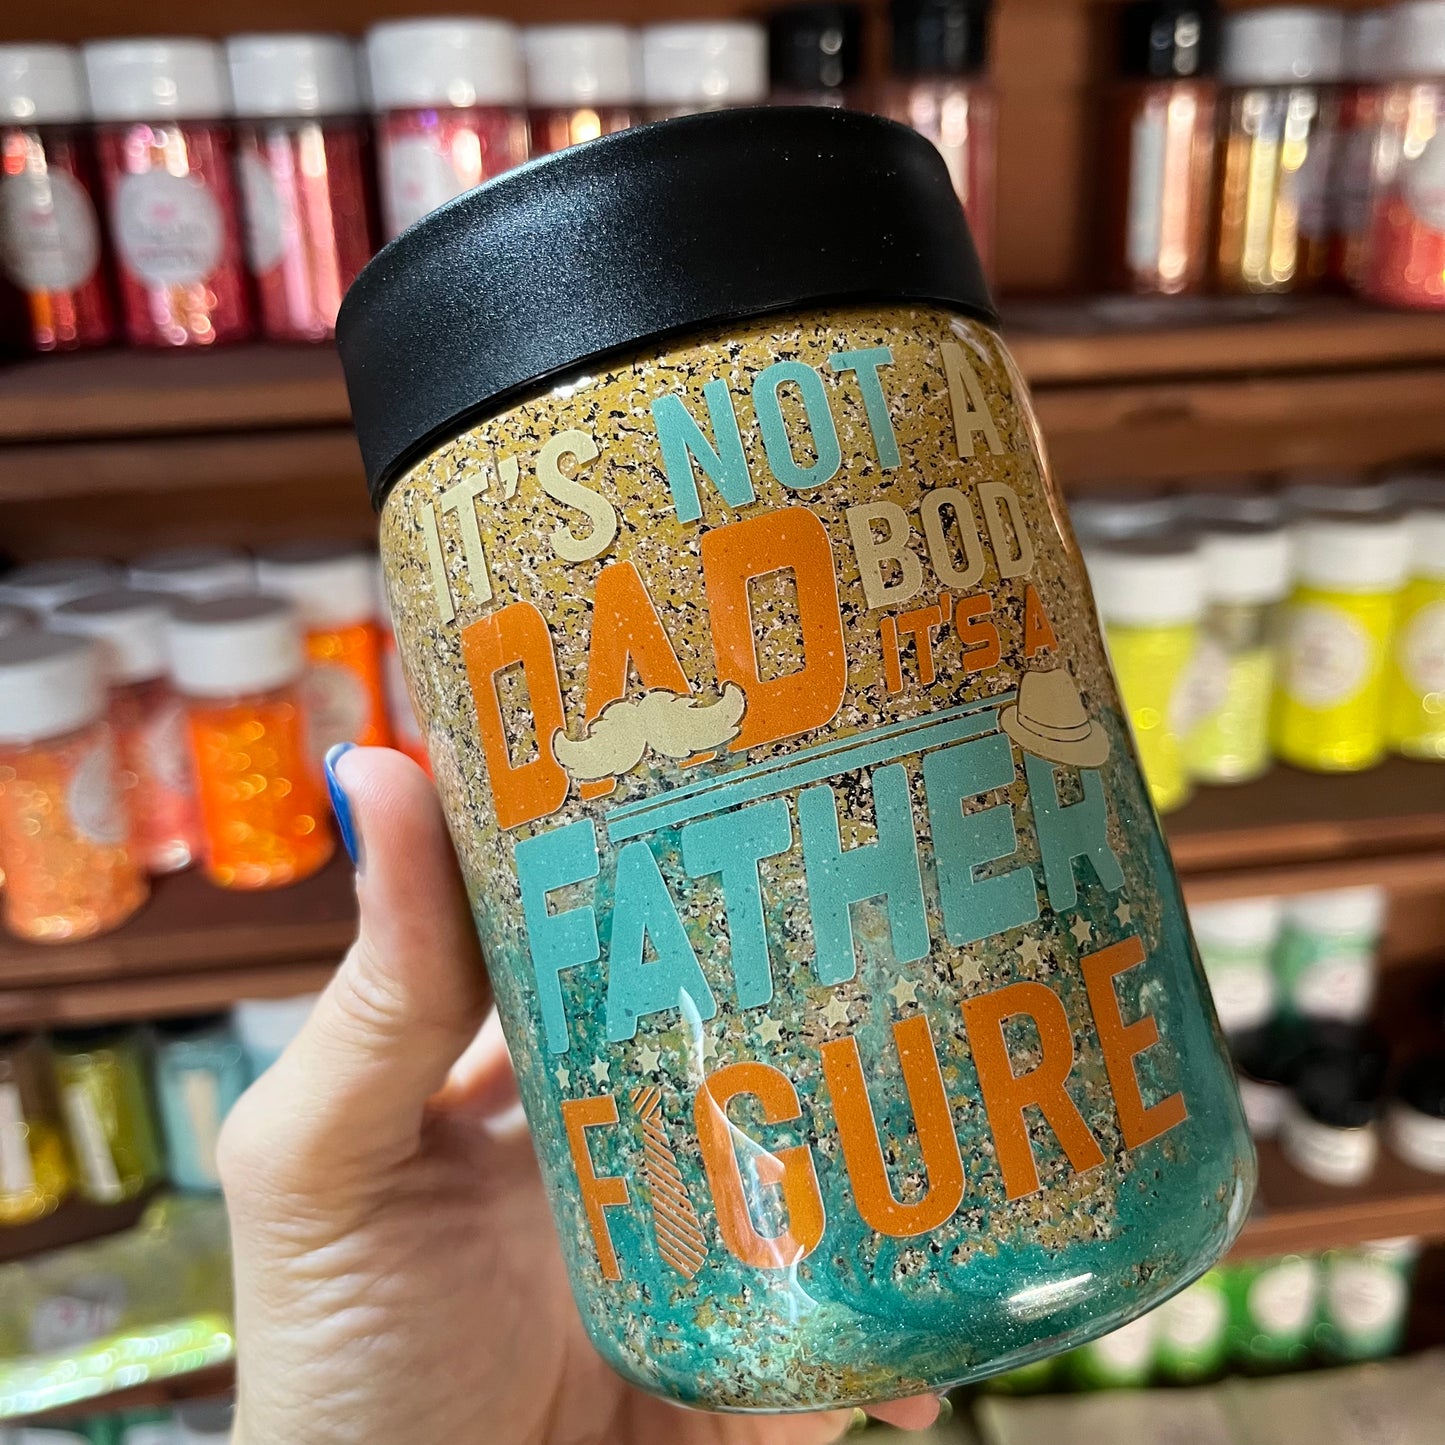 IT'S NOT A
DAD BOD
IT'S A
FATHER
FIGURE